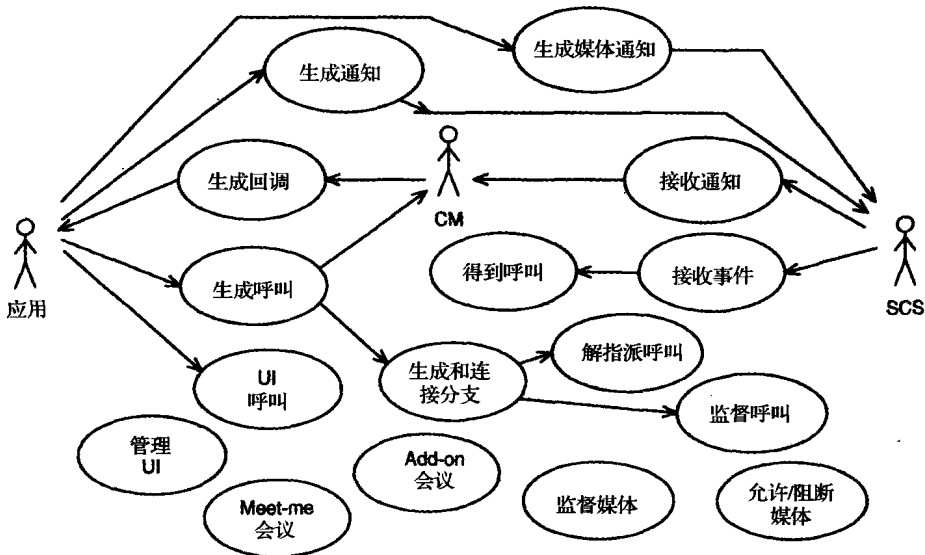 生成媒体通知
生成通知
生成回调
CM
接收通知
应用
生成呼叫
得到呼叫
接收事件
SCS
UI
呼叫
生成和连
接分支
解指派呼叫
监督呼叫
管理
UI
Add-on
会议
Meet-me
会议
监督媒体
允许/阻断
媒体